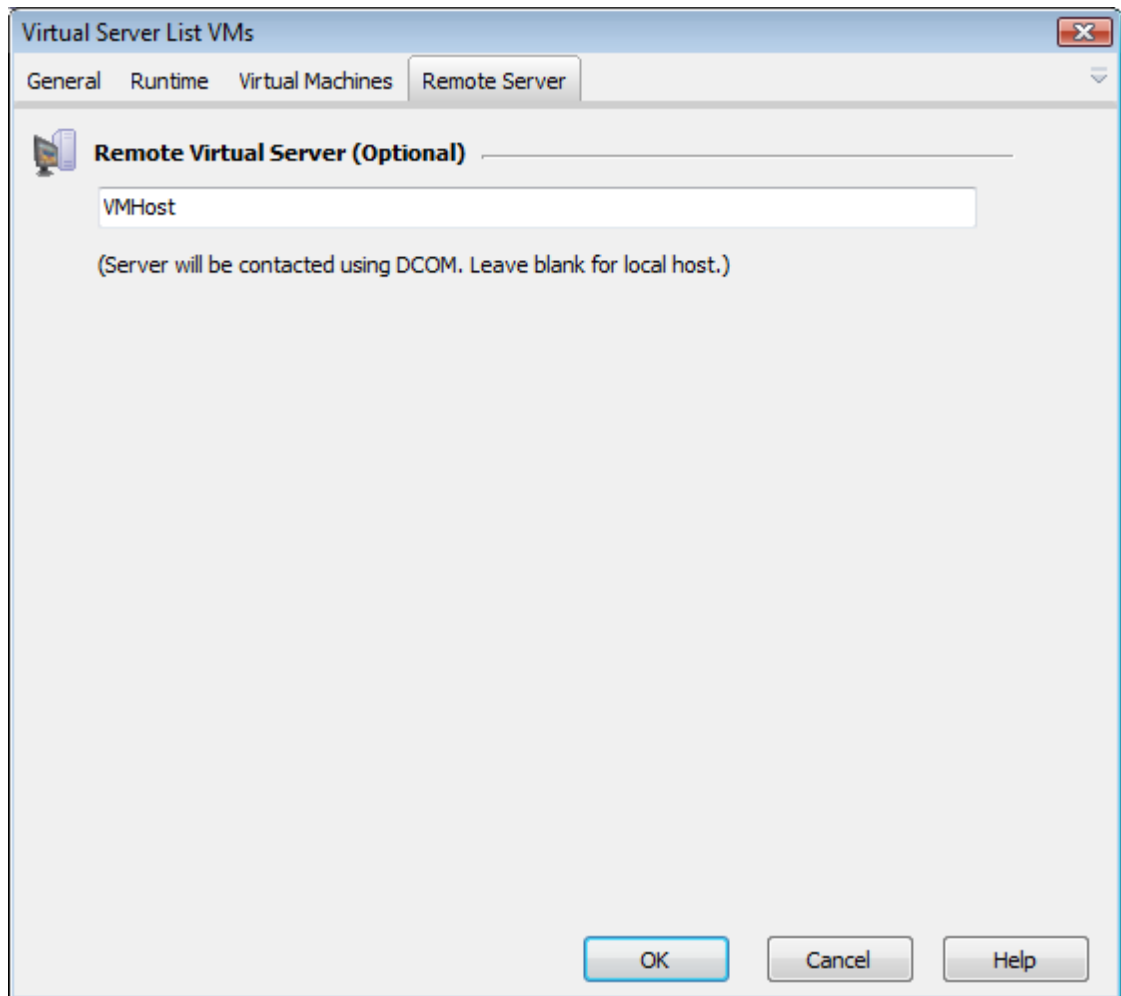 Virtual Server List VMs
General Runtime Virtual Machines Remote Server
Remote Virtual Server (Optional)
VMHost
(Server will be contacted using DCOM. Leave blank for local host.)
OK Cancel Help